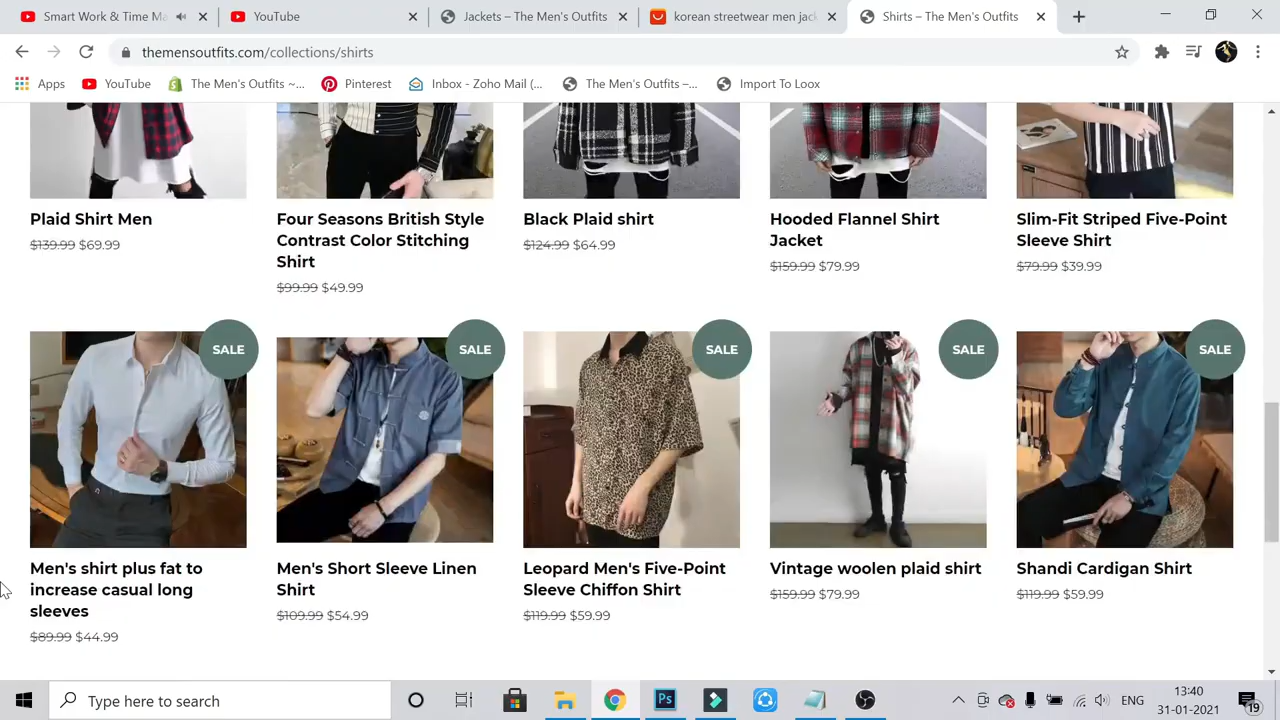 Smart Work & Time Ma
YouTube
Jackets – The Men's Outfits
korean streetwear men jac
Shirts – The Men's Outfits
themensoutfits.com/collections/shirts
Apps
YouTube
The Men's Outfits ~...
Pinterest
Inbox - Zoho Mail (...
The Men's Outfits –...
Import To Loox
Plaid Shirt Men
$139.99 $69.99
Four Seasons British Style
Contrast Color Stitching
Shirt
$99.99 $49.99
Black Plaid shirt
$124.99 $64.99
Hooded Flannel Shirt
Jacket
$159.99 $79.99
Slim-Fit Striped Five-Point
Sleeve Shirt
$79.99 $39.99
SALE
SALE
SALE
SALE
SALE
Men's shirt plus fat to
increase casual long
sleeves
$89.99 $44.99
Men's Short Sleeve Linen
Shirt
$109.99 $54.99
Leopard Men's Five-Point
Sleeve Chiffon Shirt
$119.99 $59.99
Vintage woolen plaid shirt
$159.99 $79.99
Shandi Cardigan Shirt
$119.99 $59.99
Type here to search
Ps
ENG
13:40
31-01-2021
19